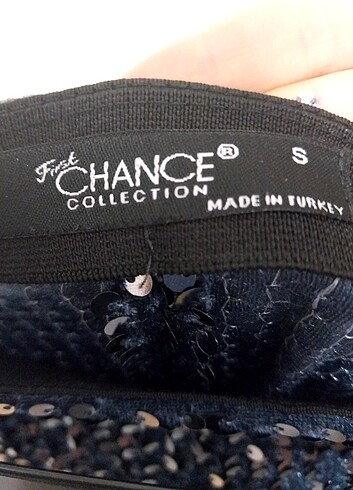 First
CHANCE® S
COLLECTION
MADE IN TURKEY